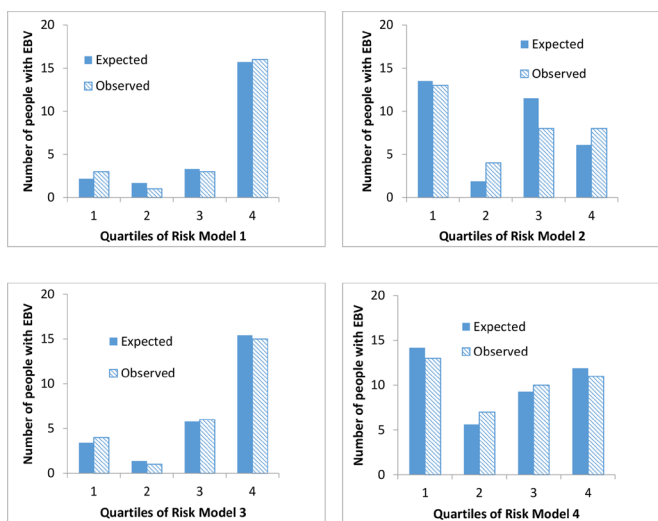 Number of people with EBV
20
15
10
5
0
Expected
Observed
1 2 3 4
Quartiles of Risk Model 1
Number of people with EBV
20
15
10
5
0
Expected
Observed
1 2 3 4
Quartiles of Risk Model 2
Number of people with EBV
20
15
10
5
0
Expected
Observed
1 2 3 4
Quartiles of Risk Model 3
Number of people with EBV
20
15
10
5
0
Expected
Observed
1 2 3 4
Quartiles of Risk Model 4